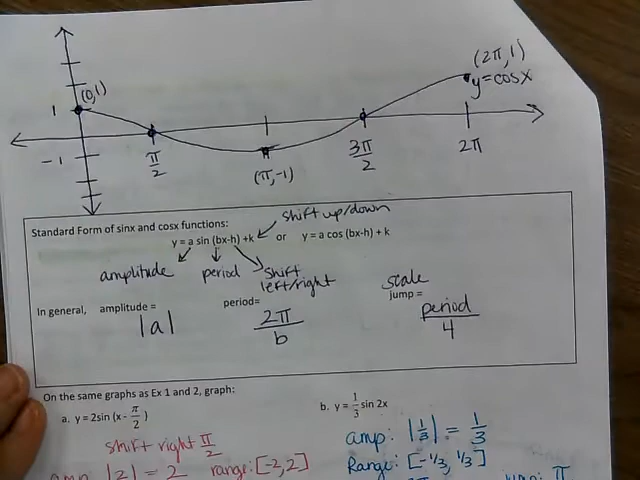 (2π, 1)
y=cosx
(0,1)
1
-1
π/2
(π,-1)
3π/2
2π
shift up/down
Standard Form of sinx and cosx functions:
y = a sin (bx-h) +k or y = a cos (bx-h) + k
amplitude period shift left/right
scale
In general, amplitude = period= jump =
|a| 2π/b period/4
On the same graphs as Ex 1 and 2, graph:
a. y = 2sin (x - π/2) b. y = 1/3 sin 2x
shift right π/2 amp: |1/3| = 1/3
amp |2| = 2 range: [-2,2] Range: [-1/3, 1/3]
jump: π